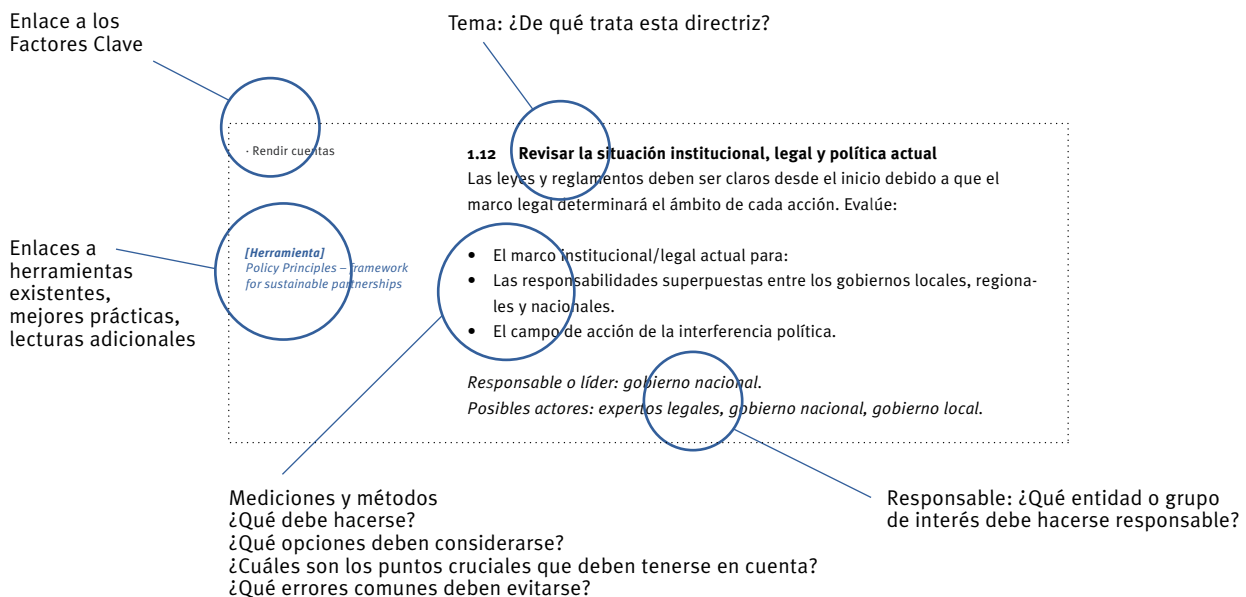 Enlace a los
Factores Clave
Tema: ¿De qué trata esta directriz?
· Rendir cuentas
1.12 Revisar la situación institucional, legal y política actual
Las leyes y reglamentos deben ser claros desde el inicio debido a que el
marco legal determinará el ámbito de cada acción. Evalúe:
Enlaces a
herramientas
existentes,
mejores prácticas,
lecturas adicionales
[Herramienta]
Policy Principles – framework
for sustainable partnerships
• El marco institucional/legal actual para:
• Las responsabilidades superpuestas entre los gobiernos locales, regiona-
les y nacionales.
• El campo de acción de la interferencia política.
Responsable o líder: gobierno nacional.
Posibles actores: expertos legales, gobierno nacional, gobierno local.
Mediciones y métodos
¿Qué debe hacerse?
¿Qué opciones deben considerarse?
¿Cuáles son los puntos cruciales que deben tenerse en cuenta?
¿Qué errores comunes deben evitarse?
Responsable: ¿Qué entidad o grupo
de interés debe hacerse responsable?